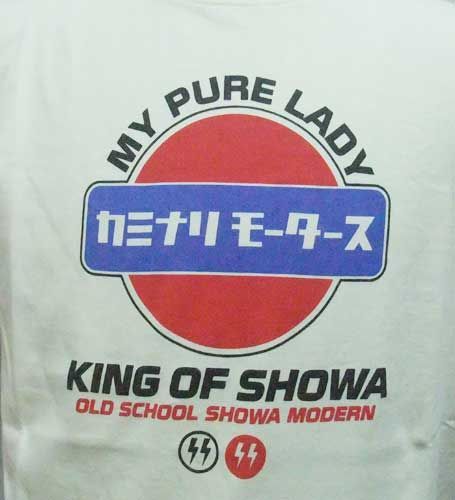 MY PURE LADY
カミナリ モータース
KING OF SHOWA
OLD SCHOOL SHOWA MODERN